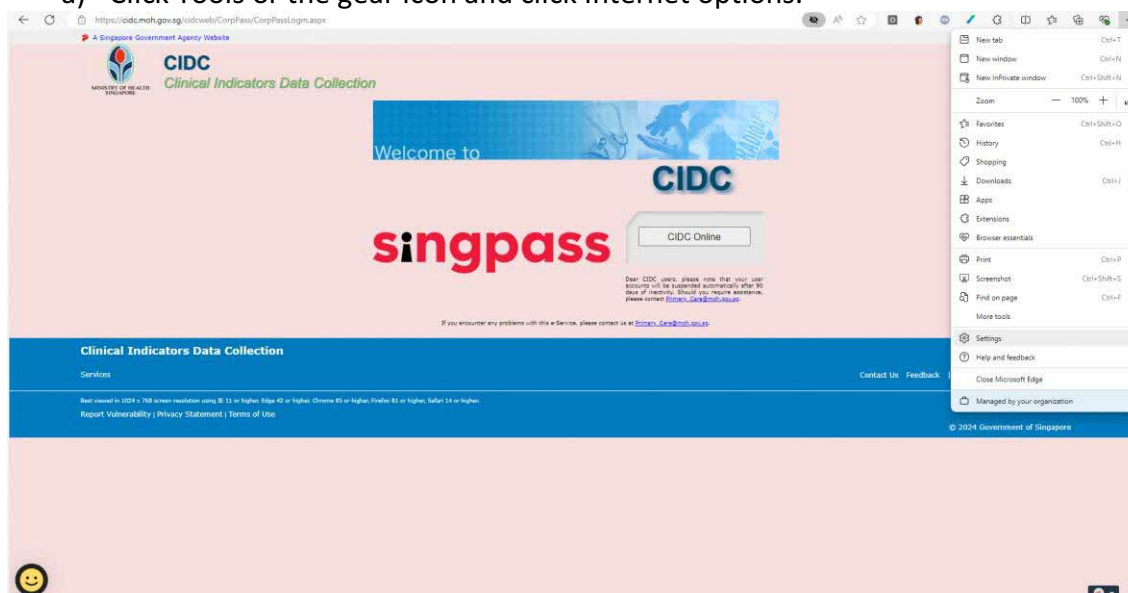 a) Click Tools or the gear icon and click Internet options.
https://cidc.moh.gov.sg/cidcweb/CorpPass/CorpPassLogin.aspx
A Singapore Government Agency Website
MINISTRY OF HEALTH
SINGAPORE
CIDC
Clinical Indicators Data Collection
Welcome to
CIDC
singpass
CIDC Online
Dear CIDC users, please note that your user
accounts will be suspended automatically after 90
days of inactivity. Should you require assistance,
please contact Primary_Care@moh.gov.sg.
If you encounter any problems with this e-Service, please contact us at Primary_Care@moh.gov.sg.
Clinical Indicators Data Collection
Services
Contact Us Feedback |
Best viewed in 1024 x 768 screen resolution using IE 11 or higher, Edge 42 or higher, Chrome 85 or higher, Firefox 81 or higher, Safari 14 or higher.
Report Vulnerability | Privacy Statement | Terms of Use
© 2024 Government of Singapore
New tab Ctrl+T
New window Ctrl+N
New InPrivate window Ctrl+Shift+N
Zoom — 100% +
Favorites Ctrl+Shift+O
History Ctrl+H
Shopping
Downloads Ctrl+J
Apps
Extensions
Browser essentials
Print Ctrl+P
Screenshot Ctrl+Shift+S
Find on page Ctrl+F
More tools
Settings
Help and feedback
Close Microsoft Edge
Managed by your organization